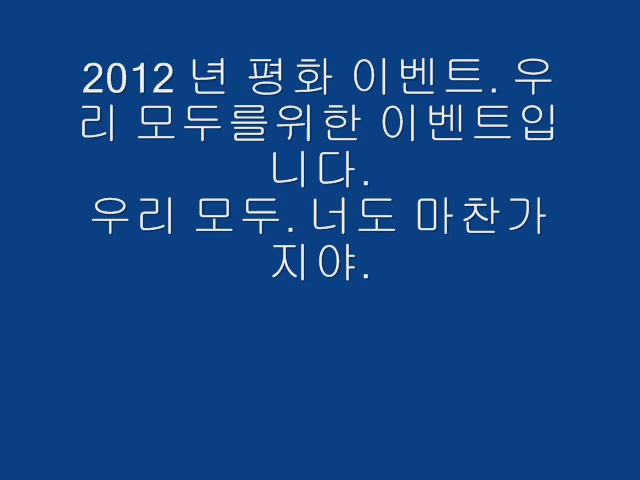 2012 년 평화 이벤트. 우
리 모두를위한 이벤트입
니다.
우리 모두. 너도 마찬가
지야.